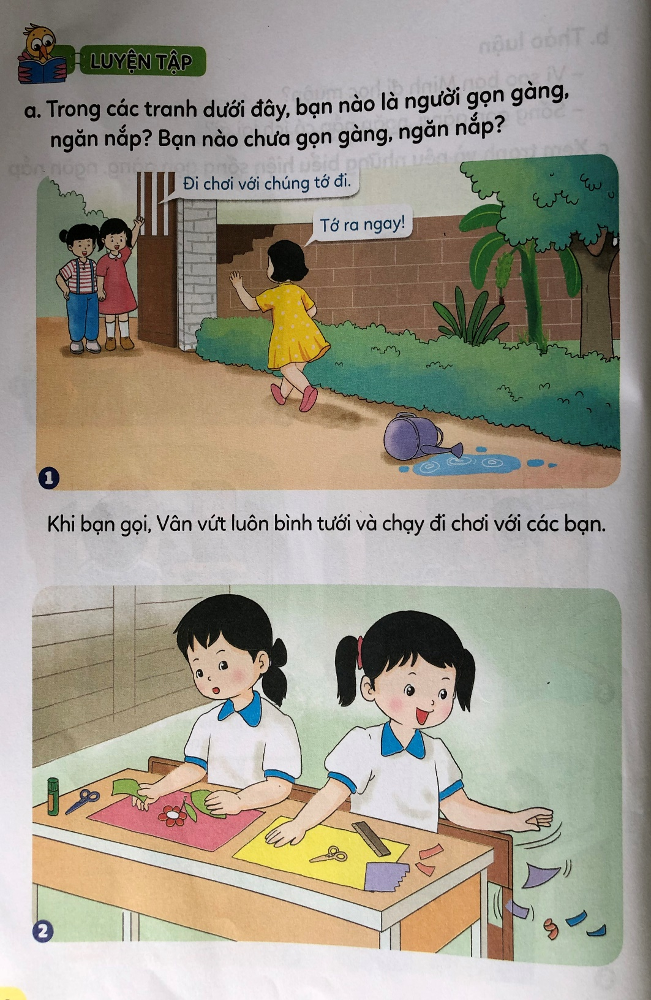 LUYỆN TẬP
a. Trong các tranh dưới đây, bạn nào là người gọn gàng,
ngăn nắp? Bạn nào chưa gọn gàng, ngăn nắp?
Đi chơi với chúng tớ đi.
Tớ ra ngay!
1
Khi bạn gọi, Vân vứt luôn bình tưới và chạy đi chơi với các bạn.
2